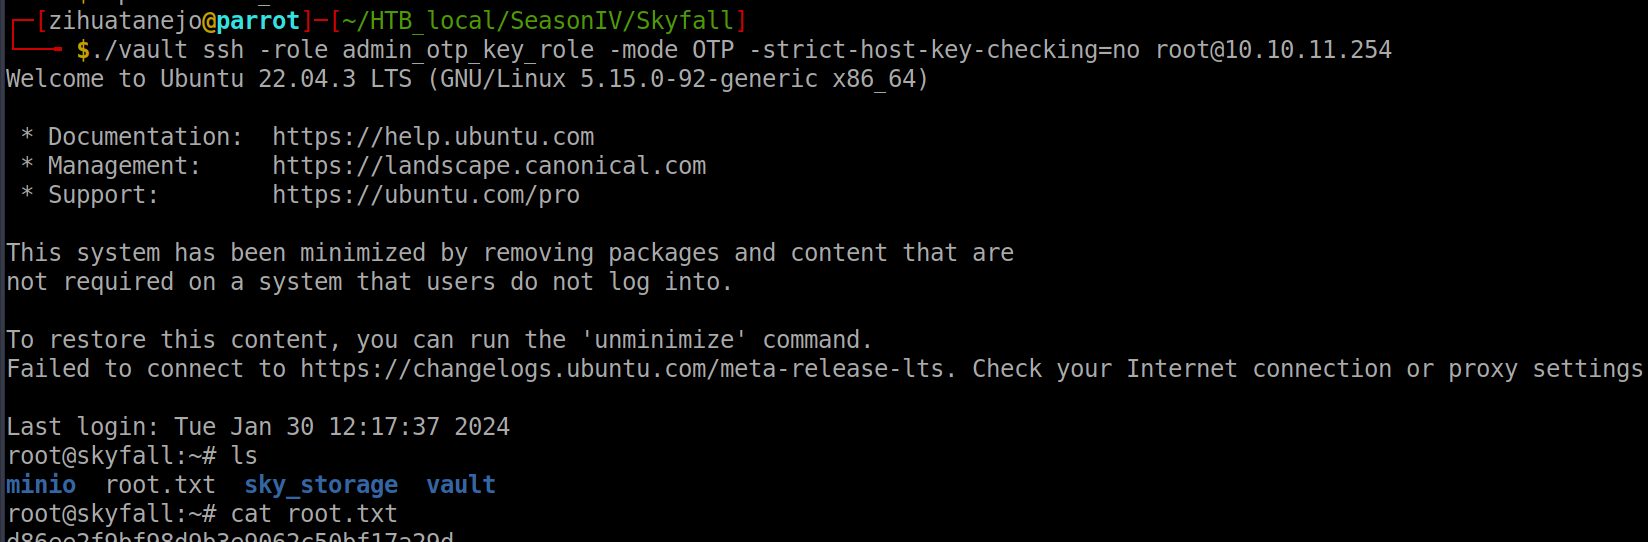 ┌─[zihuatanejo@parrot]─[~/HTB_local/SeasonIV/Skyfall]
└──╼ $./vault ssh -role admin_otp_key_role -mode OTP -strict-host-key-checking=no root@10.10.11.254
Welcome to Ubuntu 22.04.3 LTS (GNU/Linux 5.15.0-92-generic x86_64)
* Documentation: https://help.ubuntu.com
* Management: https://landscape.canonical.com
* Support: https://ubuntu.com/pro
This system has been minimized by removing packages and content that are
not required on a system that users do not log into.
To restore this content, you can run the 'unminimize' command.
Failed to connect to https://changelogs.ubuntu.com/meta-release-lts. Check your Internet connection or proxy settings
Last login: Tue Jan 30 12:17:37 2024
root@skyfall:~# ls
minio root.txt sky_storage vault
root@skyfall:~# cat root.txt